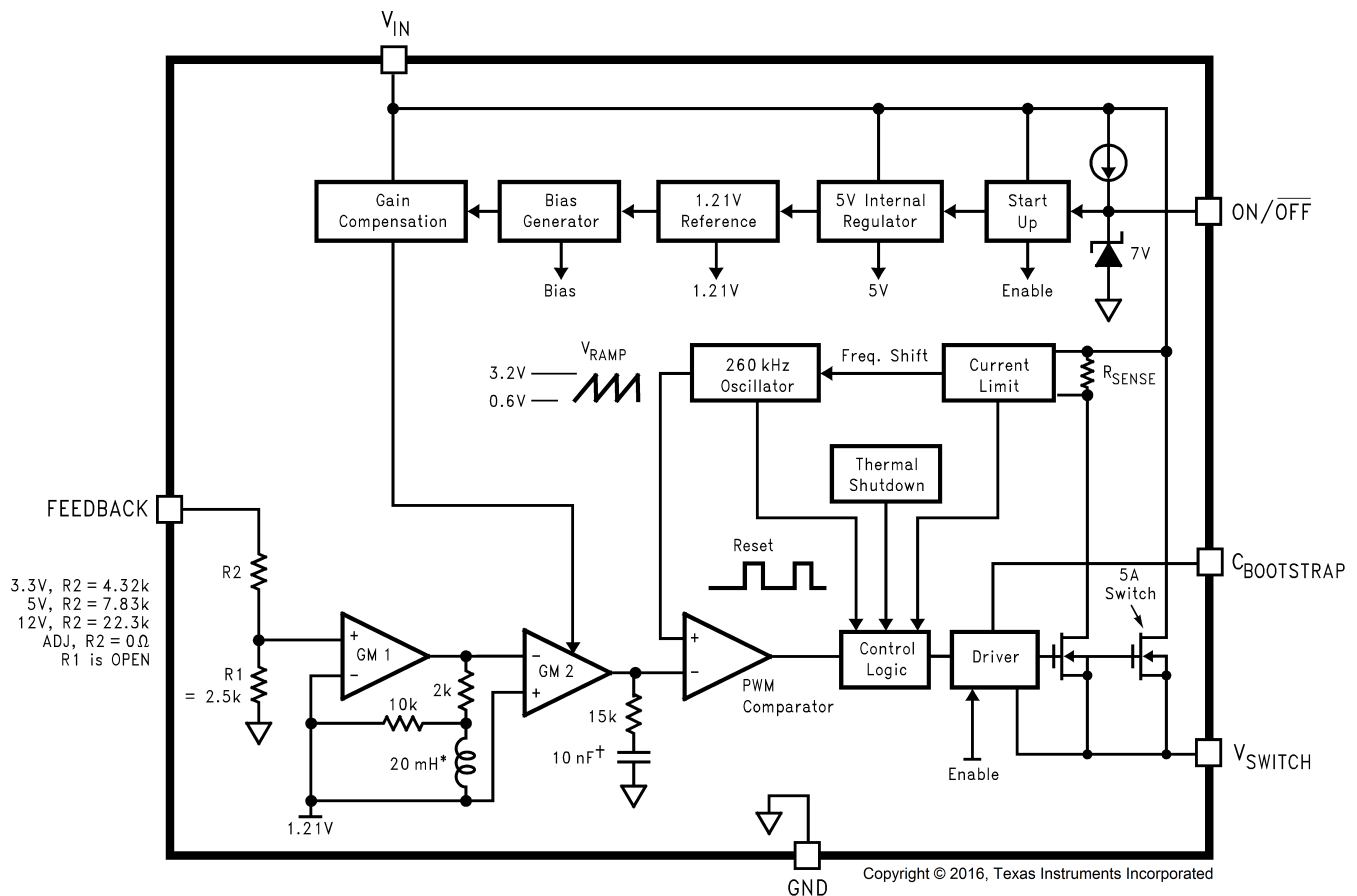 VIN
Gain
Compensation
Bias
Generator
1.21V
Reference
5V Internal
Regulator
Start
Up
ON/OFF
7V
Bias
1.21V
5V
Enable
VRAMP
3.2V
0.6V
260 kHz
Oscillator
Freq. Shift
Current
Limit
RSENSE
Thermal
Shutdown
FEEDBACK
Reset
5A
Switch
CBOOTSTRAP
R2
3.3V, R2 = 4.32k
5V, R2 = 7.83k
12V, R2 = 22.3k
ADJ, R2 = 0Ω
R1 is OPEN
R1
= 2.5k
+
GM 1
−
2k
10k
20 mH*
1.21V
−
GM 2
+
15k
10 nF†
+
−
PWM
Comparator
Control
Logic
Driver
Enable
VSWITCH
GND
Copyright © 2016, Texas Instruments Incorporated